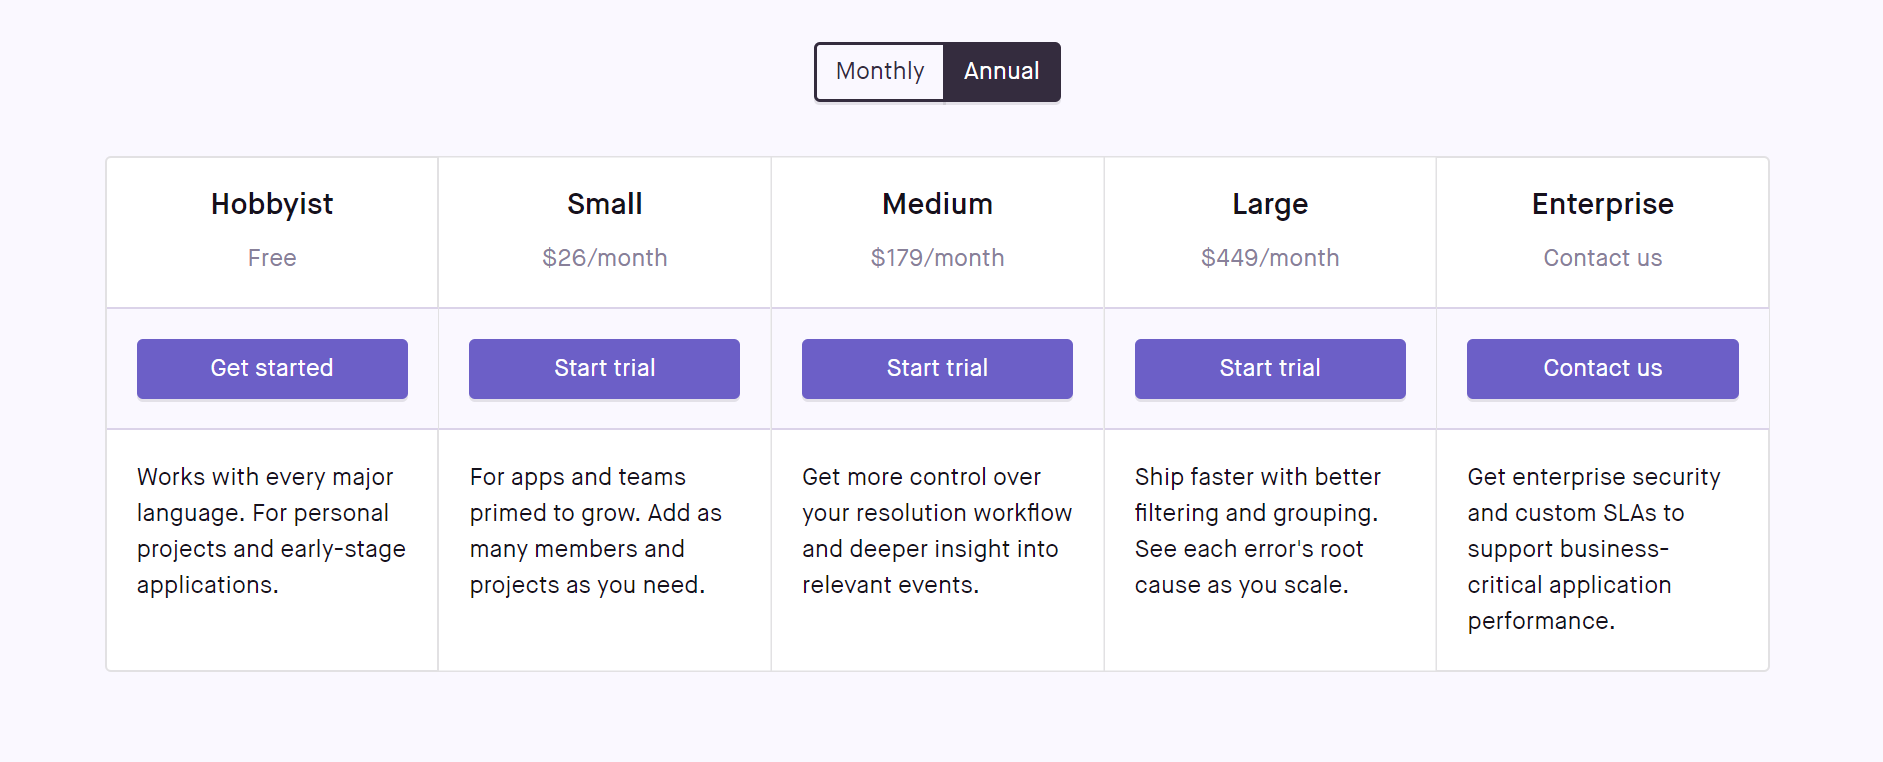 Monthly Annual
Hobbyist
Free
Get started
Works with every major
language. For personal
projects and early-stage
applications.
Small
$26/month
Start trial
For apps and teams
primed to grow. Add as
many members and
projects as you need.
Medium
$179/month
Start trial
Get more control over
your resolution workflow
and deeper insight into
relevant events.
Large
$449/month
Start trial
Ship faster with better
filtering and grouping.
See each error's root
cause as you scale.
Enterprise
Contact us
Contact us
Get enterprise security
and custom SLAs to
support business-
critical application
performance.